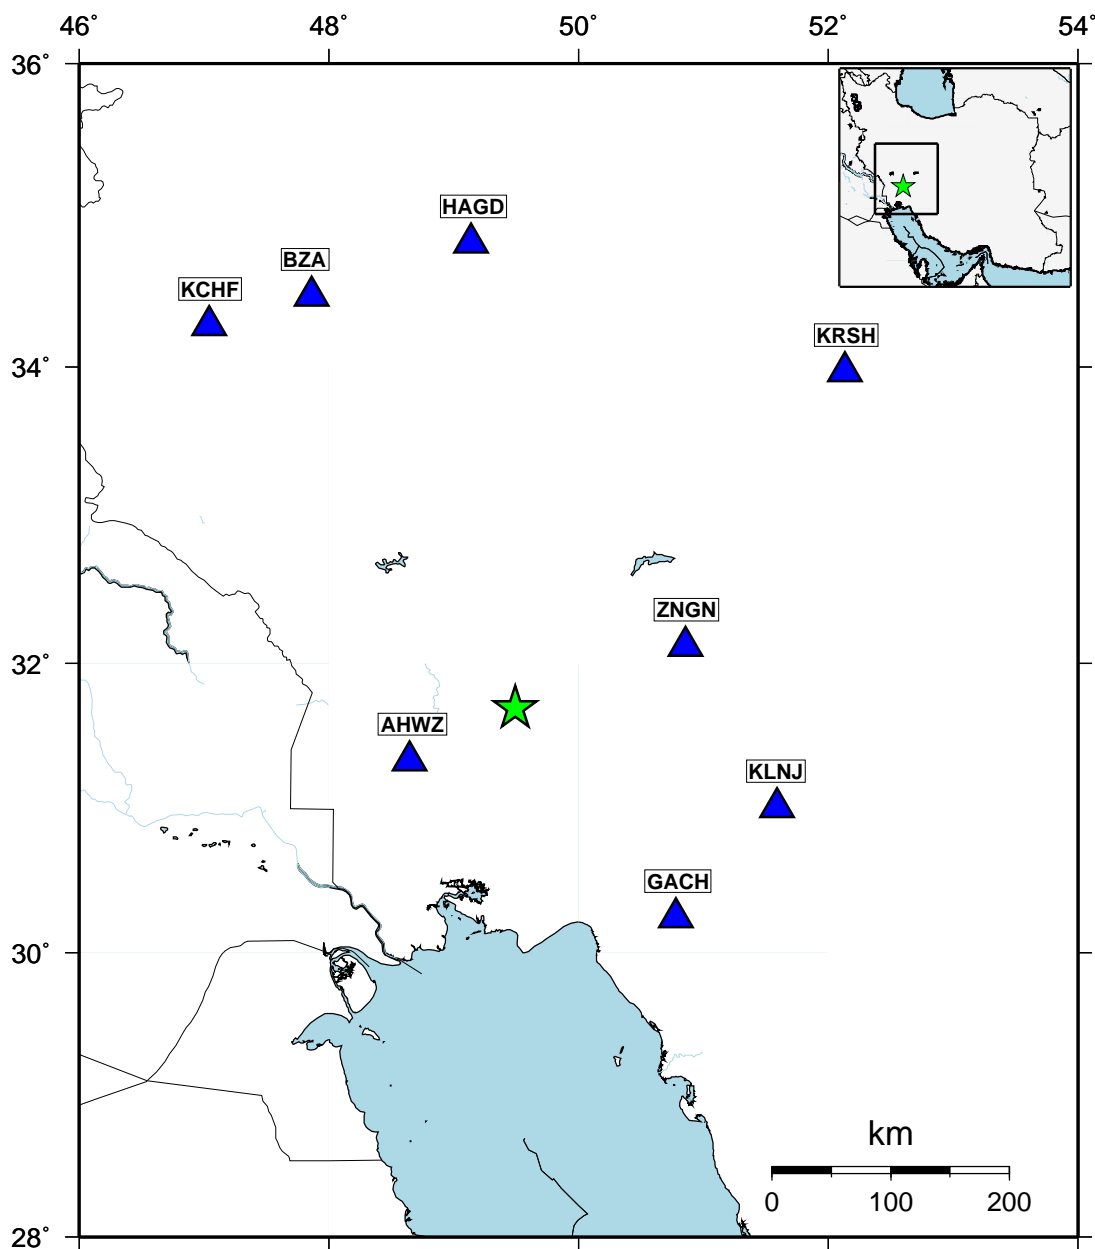 46˚ 48˚ 50˚ 52˚ 54˚
36˚
HAGD
BZA
KCHF
KRSH
34˚
ZNGN
32˚
AHWZ
KLNJ
GACH
30˚
km
0 100 200
28˚